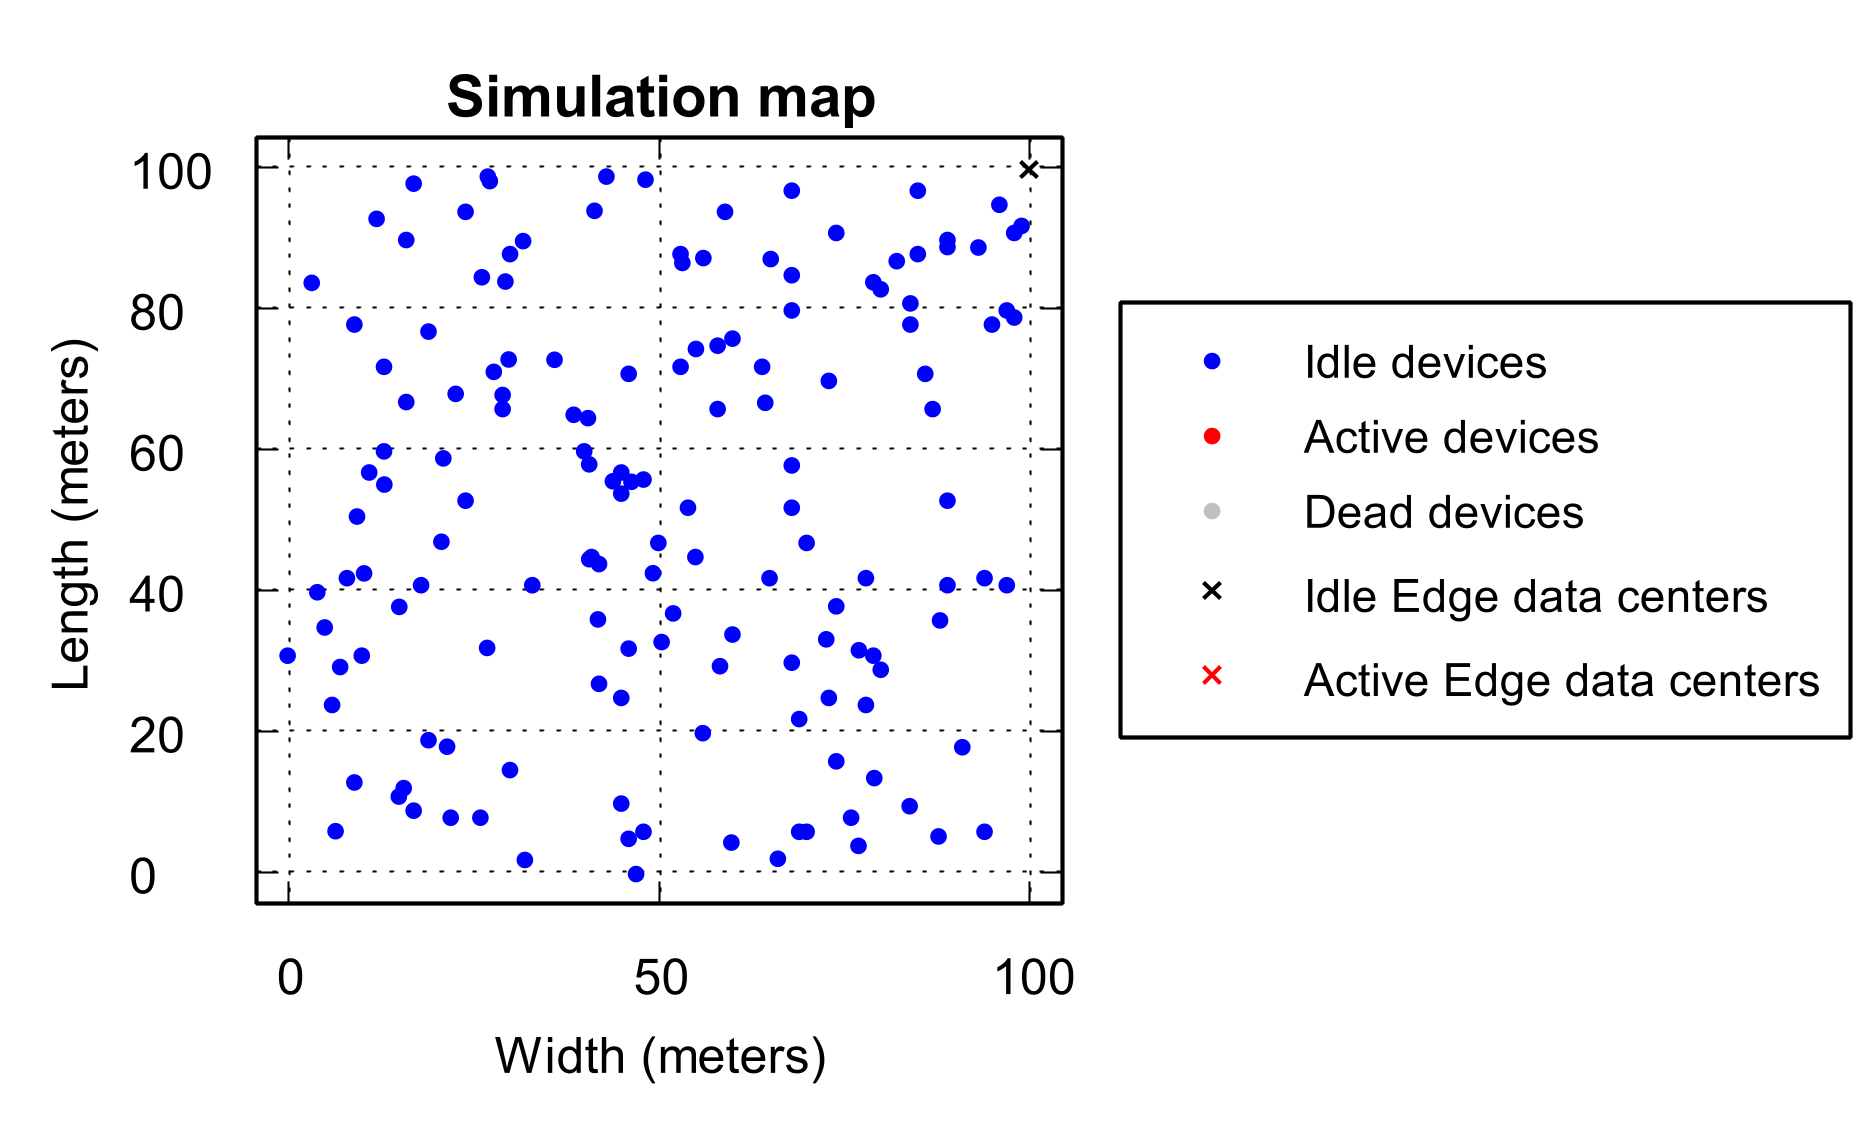 Simulation map
100
80
60
40
20
0
Length (meters)
0 50 100
Width (meters)
Idle devices
Active devices
Dead devices
Idle Edge data centers
Active Edge data centers